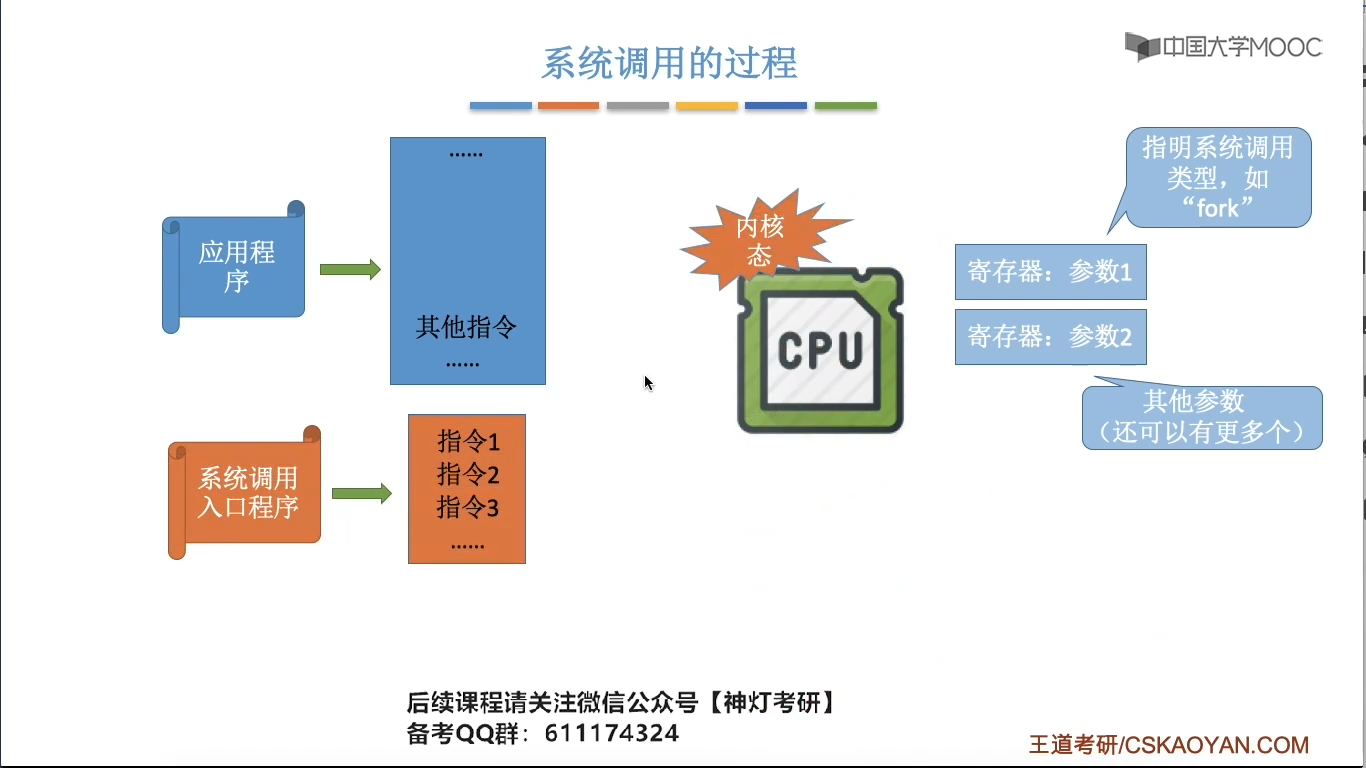 系统调用的过程
中国大学MOOC
......
应用程
序
其他指令
......
内核
态
CPU
指明系统调用
类型，如
“fork”
寄存器：参数1
寄存器：参数2
其他参数
（还可以有更多个）
系统调用
入口程序
指令1
指令2
指令3
......
后续课程请关注微信公众号【神灯考研】
备考QQ群：611174324
王道考研/CSKAOYAN.COM